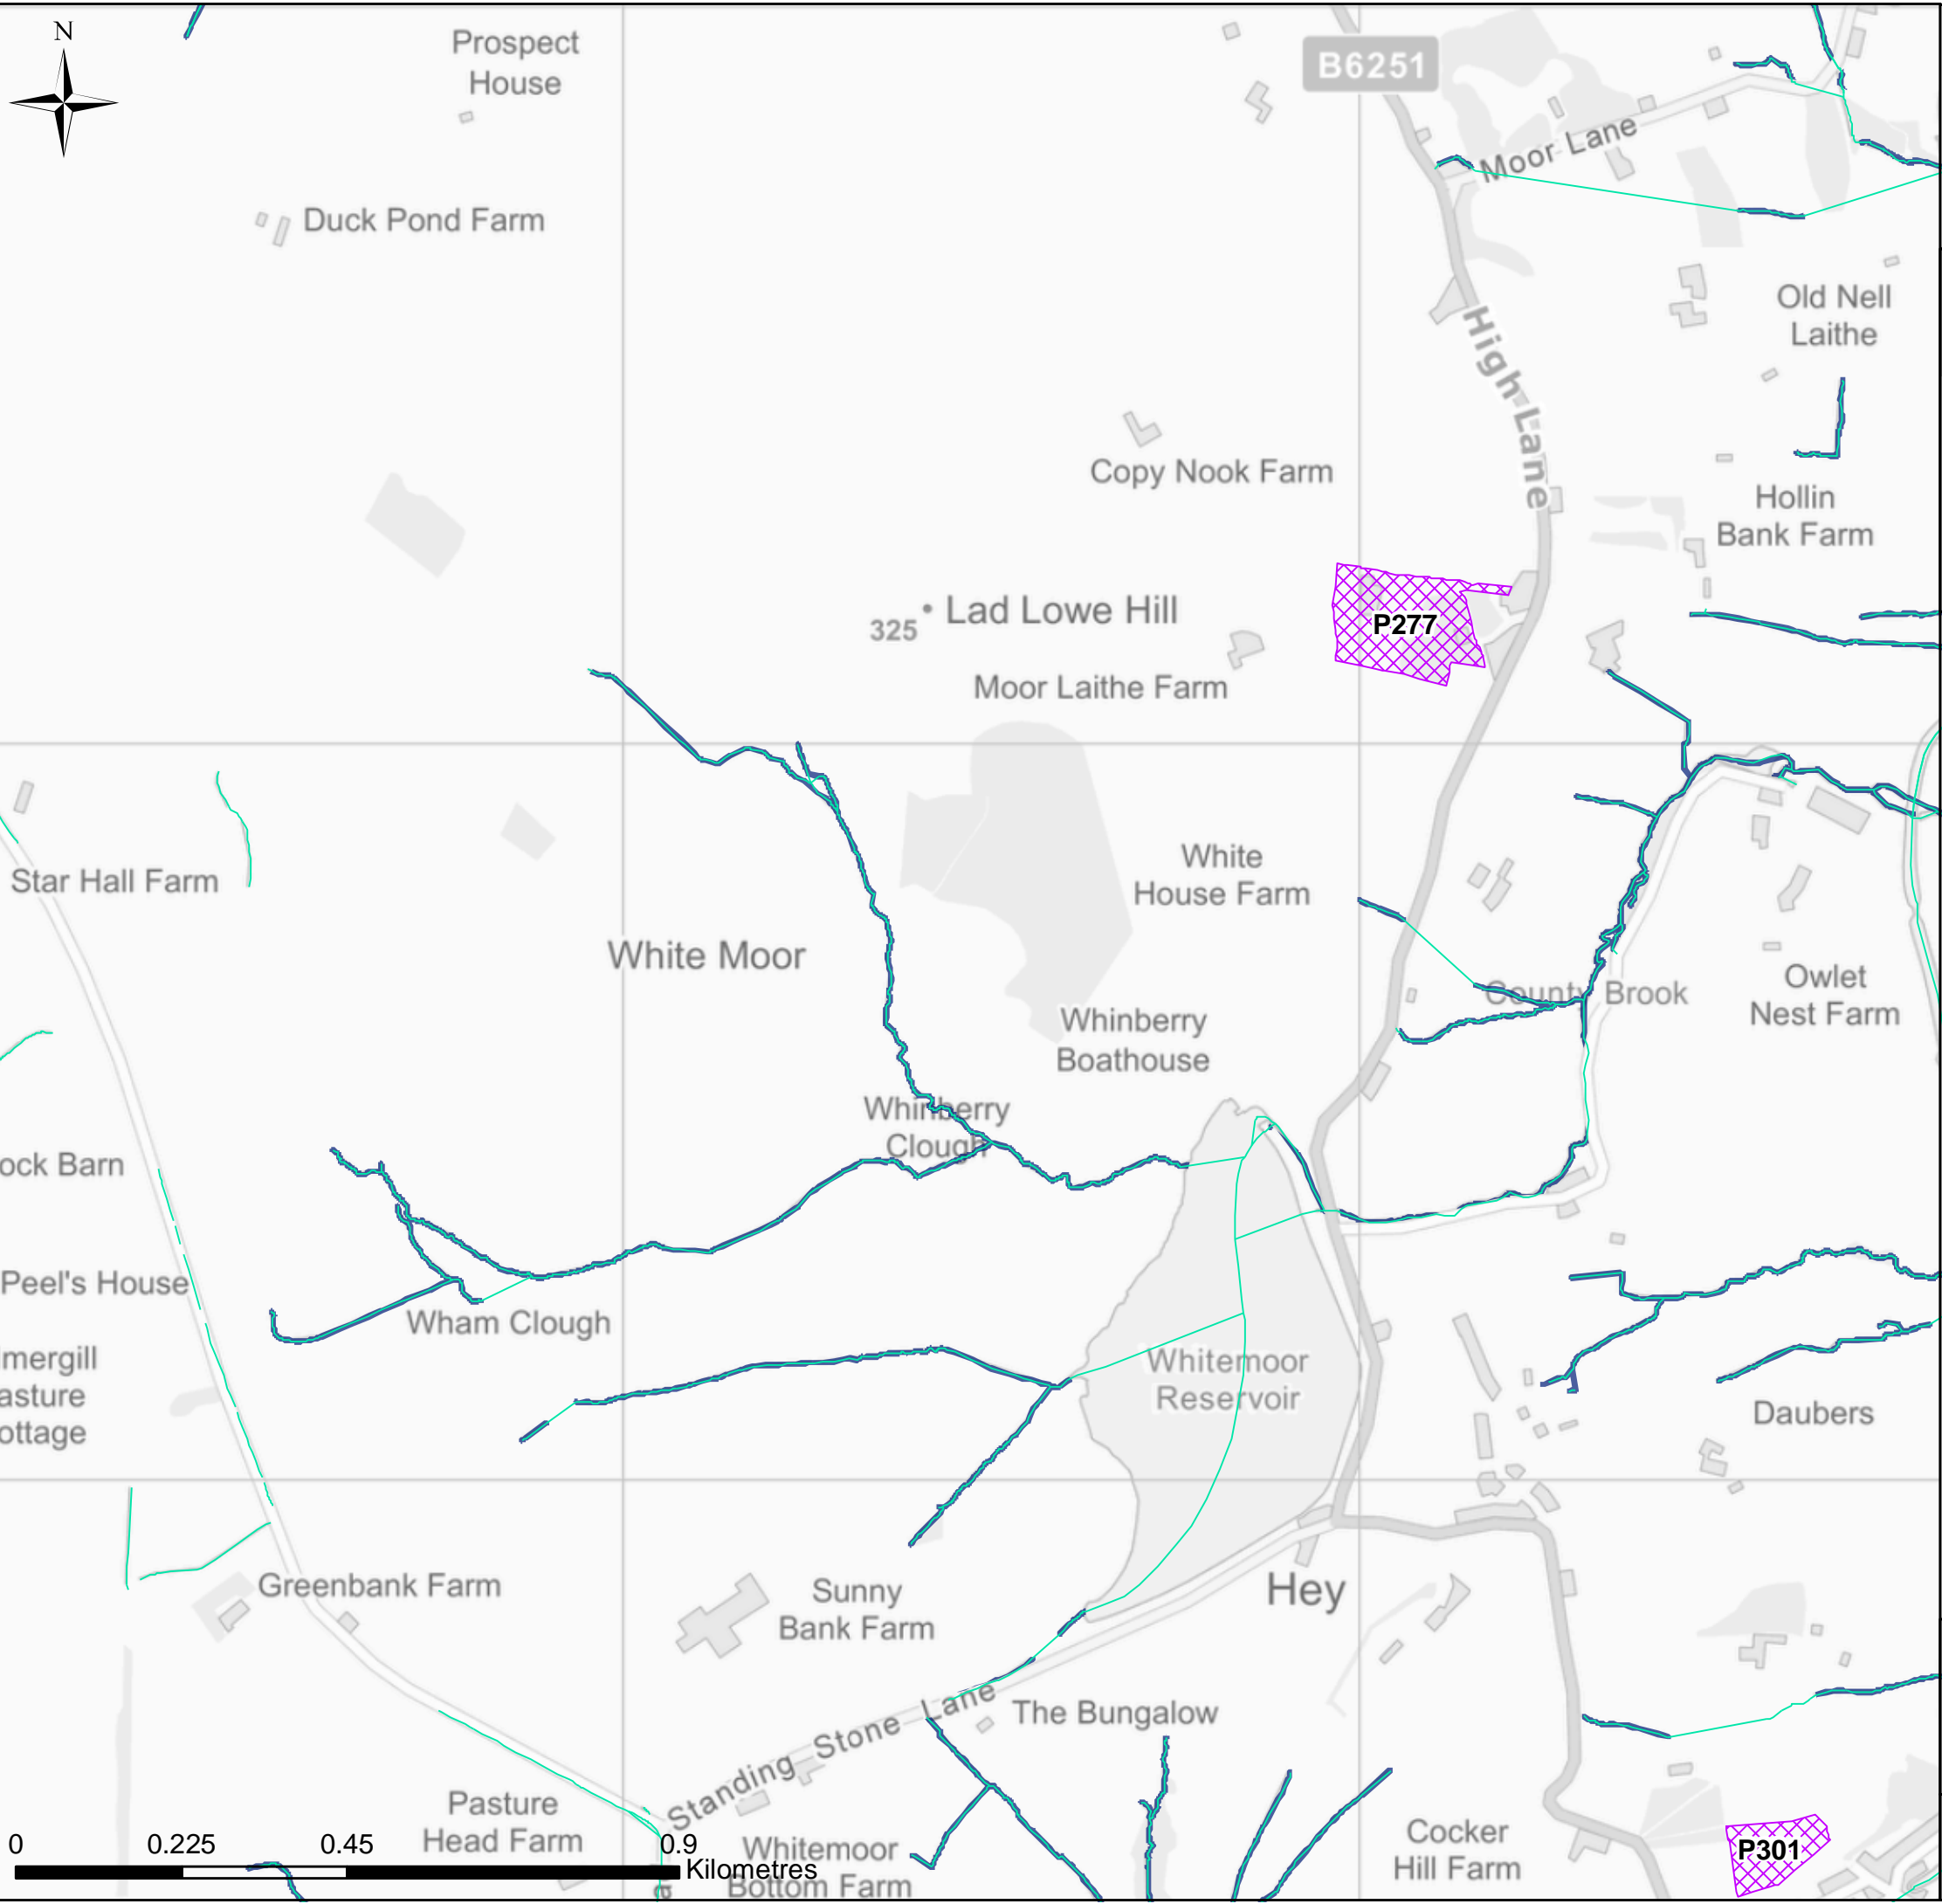 N
Prospect
House
B6251
Moor Lane
Duck Pond Farm
Old Nell
Laithe
High Lane
Copy Nook Farm
Hollin
Bank Farm
Lad Lowe Hill
325
P277
Moor Laithe Farm
White
House Farm
Star Hall Farm
White Moor
County Brook
Owlet
Nest Farm
Whinberry
Boathouse
Whinberry
Clough
ock Barn
Peel's House
Wham Clough
lmergill
asture
ottage
Whitemoor
Reservoir
Daubers
Greenbank Farm
Sunny
Bank Farm
Hey
Standing Stone Lane
The Bungalow
Pasture
Head Farm
Whitemoor
Bottom Farm
Cocker
Hill Farm
P301
0 0.225 0.45 0.9
Kilometres